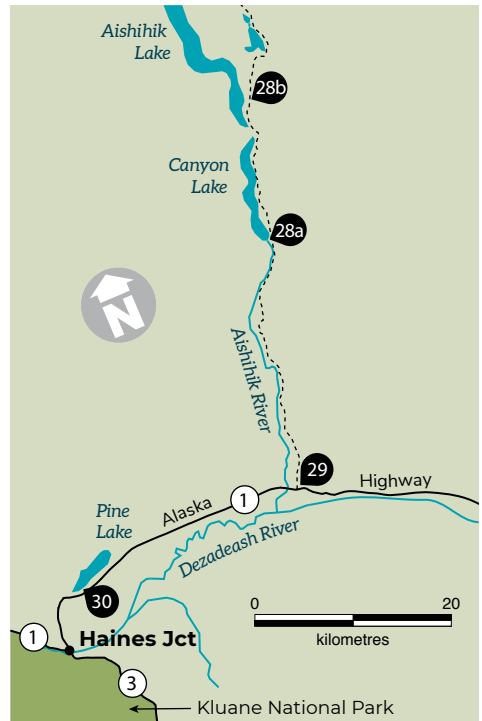 Aishihik
Lake
28b
Canyon
Lake
28a
N
Aishihik River
29
Highway
1
Alaska
Pine
Lake
Dezadeash River
30
0
20
kilometres
1
Haines Jct
3
Kluane National Park